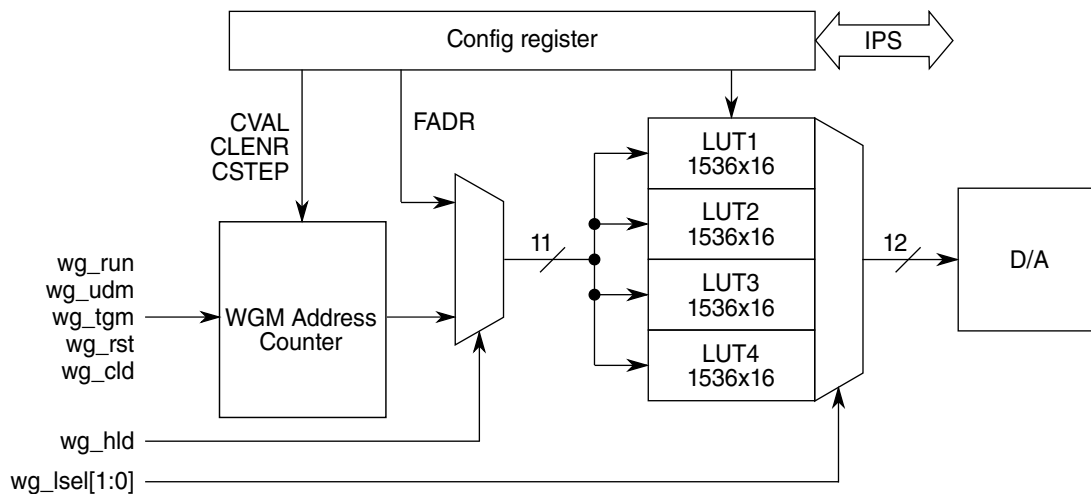 Config register
IPS
CVAL
CLENR
CSTEP
FADR
wg_run
wg_udm
wg_tgm
wg_rst
wg_cld
WGM Address
Counter
11
LUT1
1536x16
LUT2
1536x16
LUT3
1536x16
LUT4
1536x16
12
D/A
wg_hld
wg_lsel[1:0]